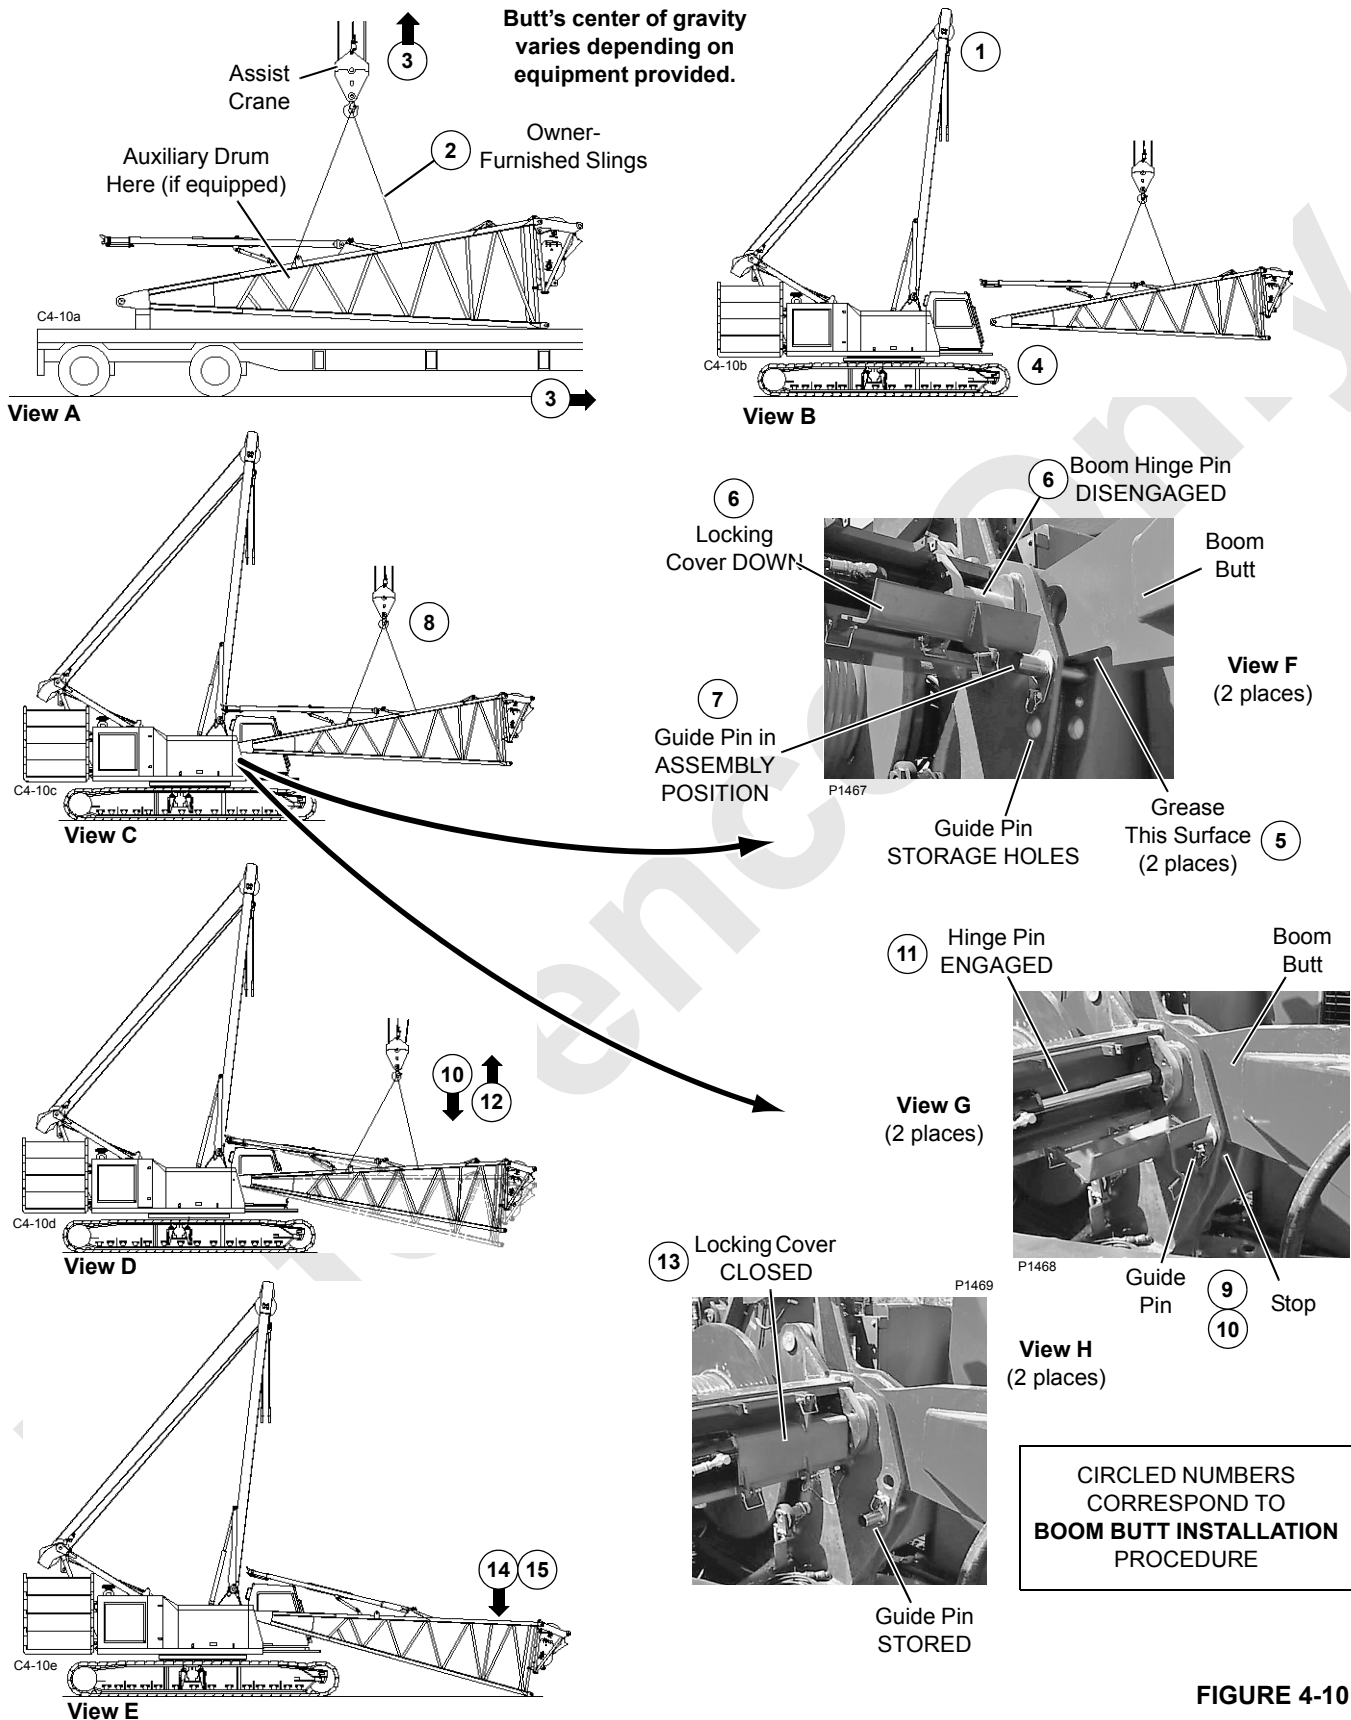 Butt's center of gravity
varies depending on
equipment provided.
3
Assist
Crane
2
Owner-
Furnished Slings
Auxiliary Drum
Here (if equipped)
C4-10a
3
View A
1
C4-10b
4
View B
8
C4-10c
View C
6
Locking
Cover DOWN
6
Boom Hinge Pin
DISENGAGED
Boom
Butt
View F
(2 places)
7
Guide Pin in
ASSEMBLY
POSITION
P1467
Guide Pin
STORAGE HOLES
Grease
This Surface
(2 places)
5
10
12
C4-10d
View D
11
Hinge Pin
ENGAGED
Boom
Butt
View G
(2 places)
P1468
Guide
Pin
9
10
Stop
13
Locking Cover
CLOSED
P1469
View H
(2 places)
Guide Pin
STORED
14
15
C4-10e
View E
CIRCLED NUMBERS
CORRESPOND TO
BOOM BUTT INSTALLATION
PROCEDURE
FIGURE 4-10